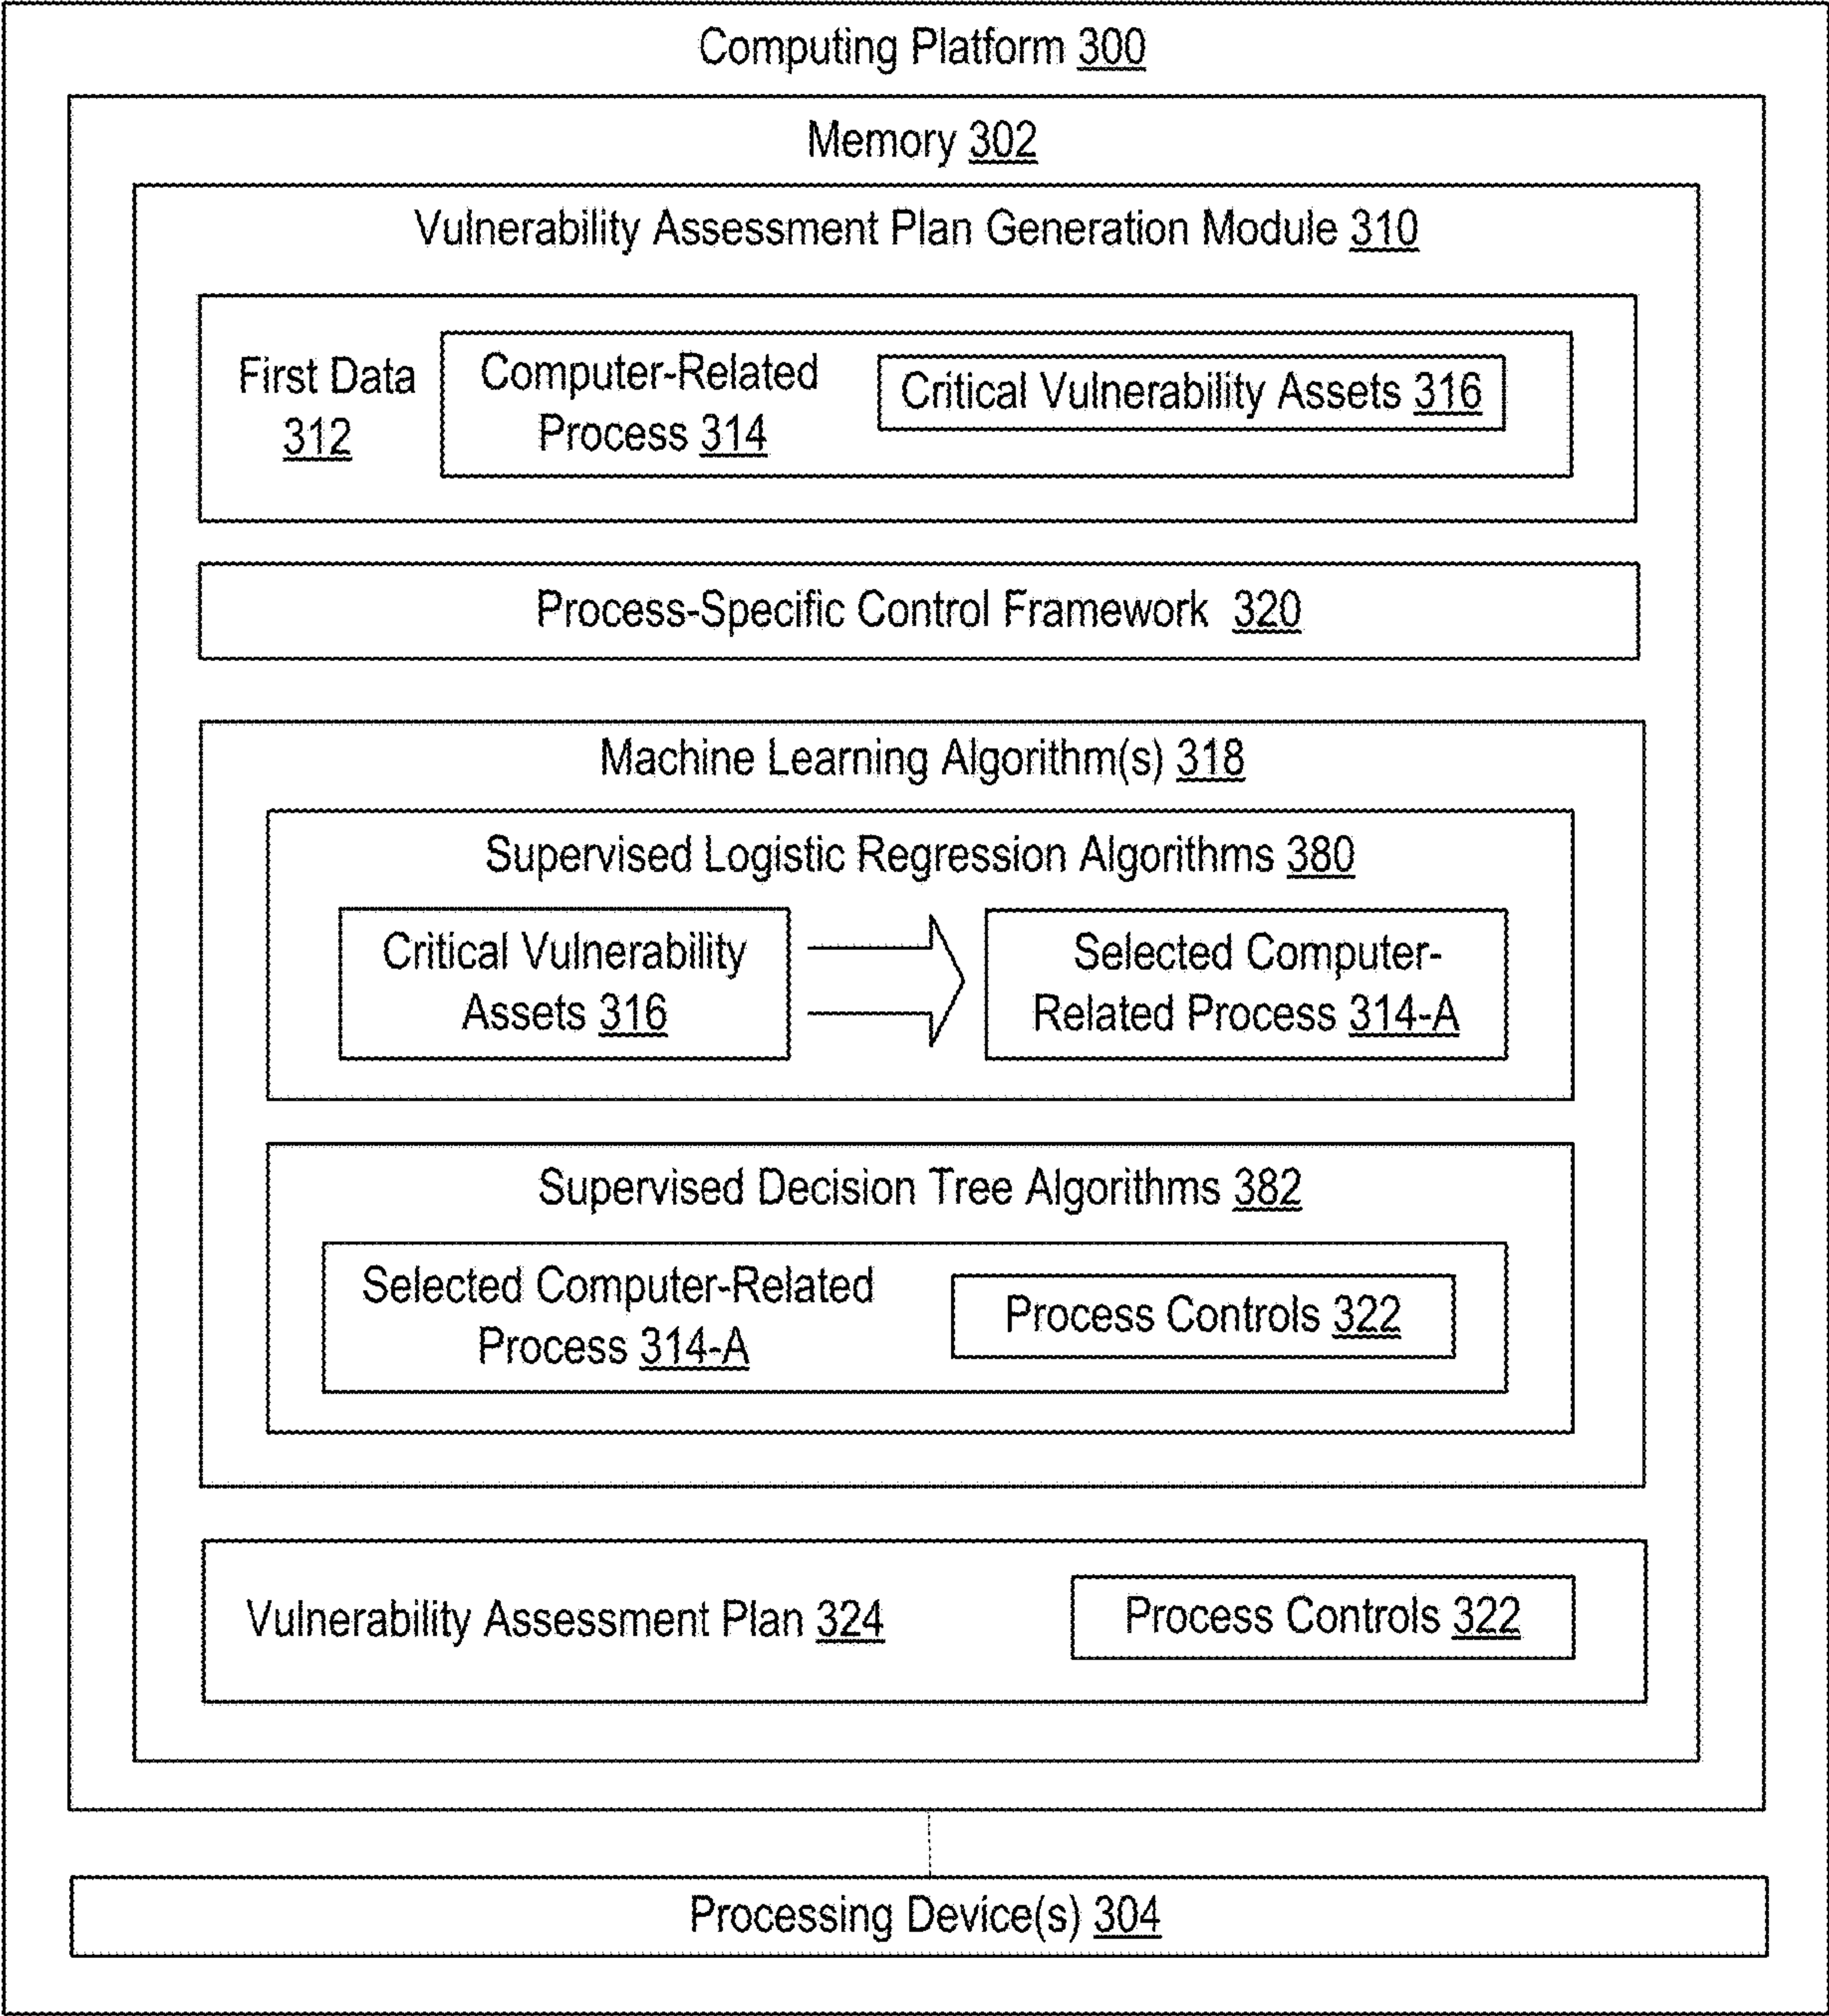 Computing Platform 300
Memory 302
Vulnerability Assessment Plan Generation Module 310
First Data
312
Computer-Related
Process 314
Critical Vulnerability Assets 316
Process-Specific Control Framework 320
Machine Learning Algorithm(s) 318
Supervised Logistic Regression Algorithms 380
Critical Vulnerability
Assets 316
Selected Computer-
Related Process 314-A
Supervised Decision Tree Algorithms 382
Selected Computer-Related
Process 314-A
Process Controls 322
Vulnerability Assessment Plan 324
Process Controls 322
Processing Device(s) 304